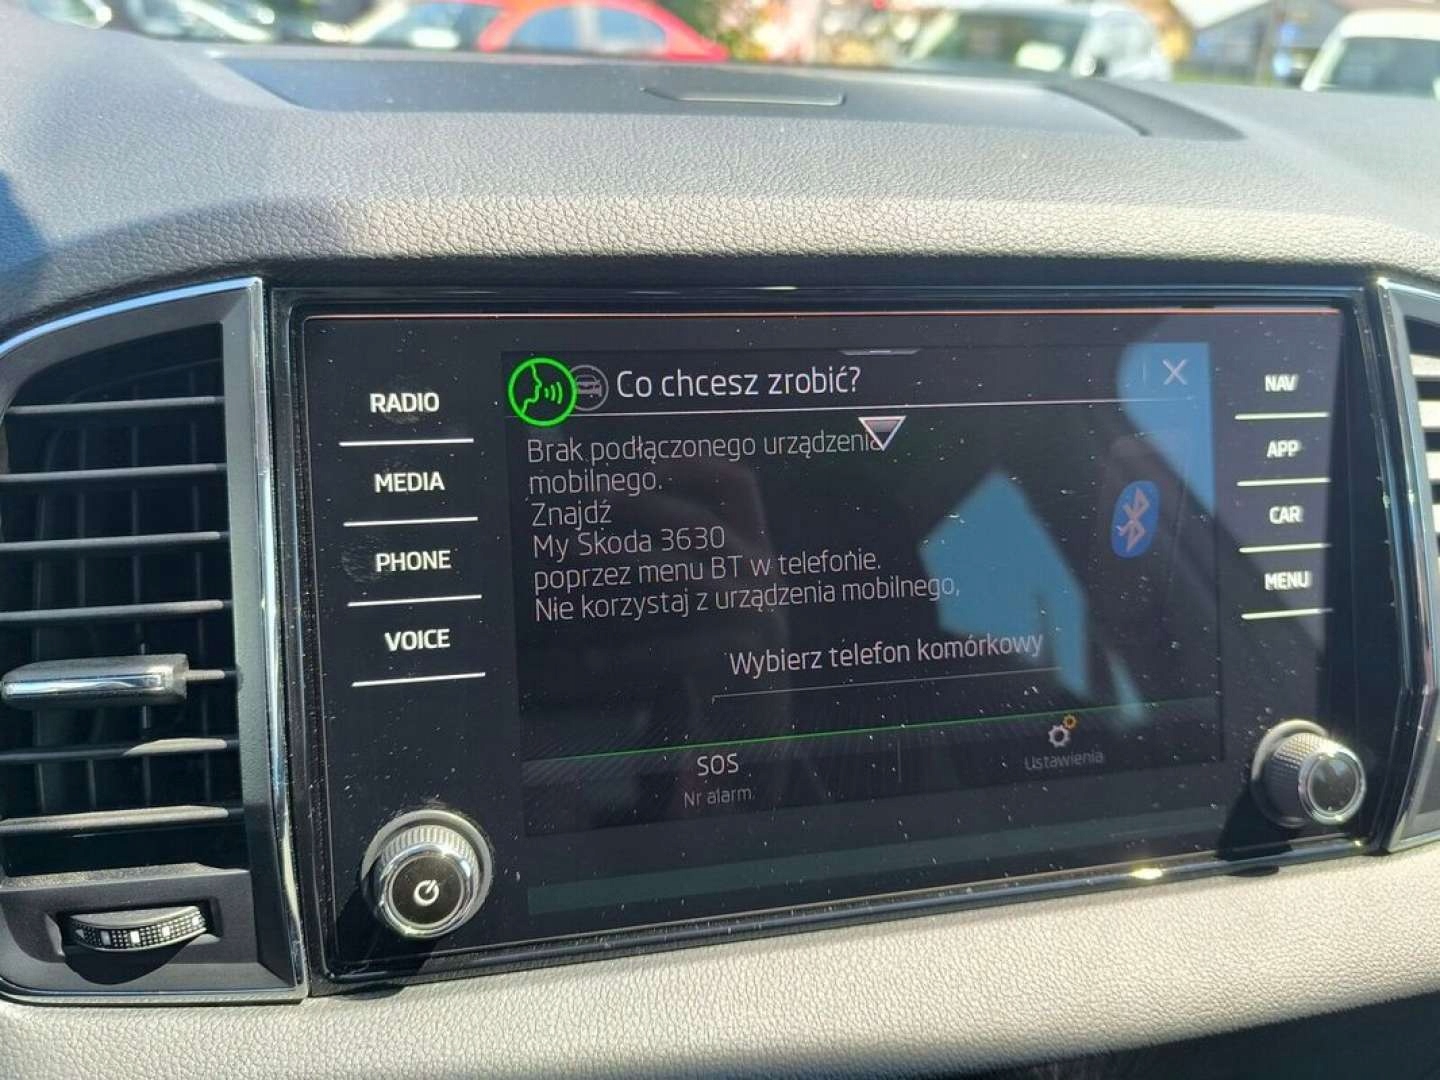 Co chcesz zrobić?
RADIO
MEDIA
PHONE
VOICE
Brak podłączonego urządzenia
mobilnego.
Znajdź
My Skoda 3630
poprzez menu BT w telefonie.
Nie korzystaj z urządzenia mobilnego,
Wybierz telefon komórkowy
SOS
Nr alarm.
Ustawienia
NAV
APP
CAR
MENU